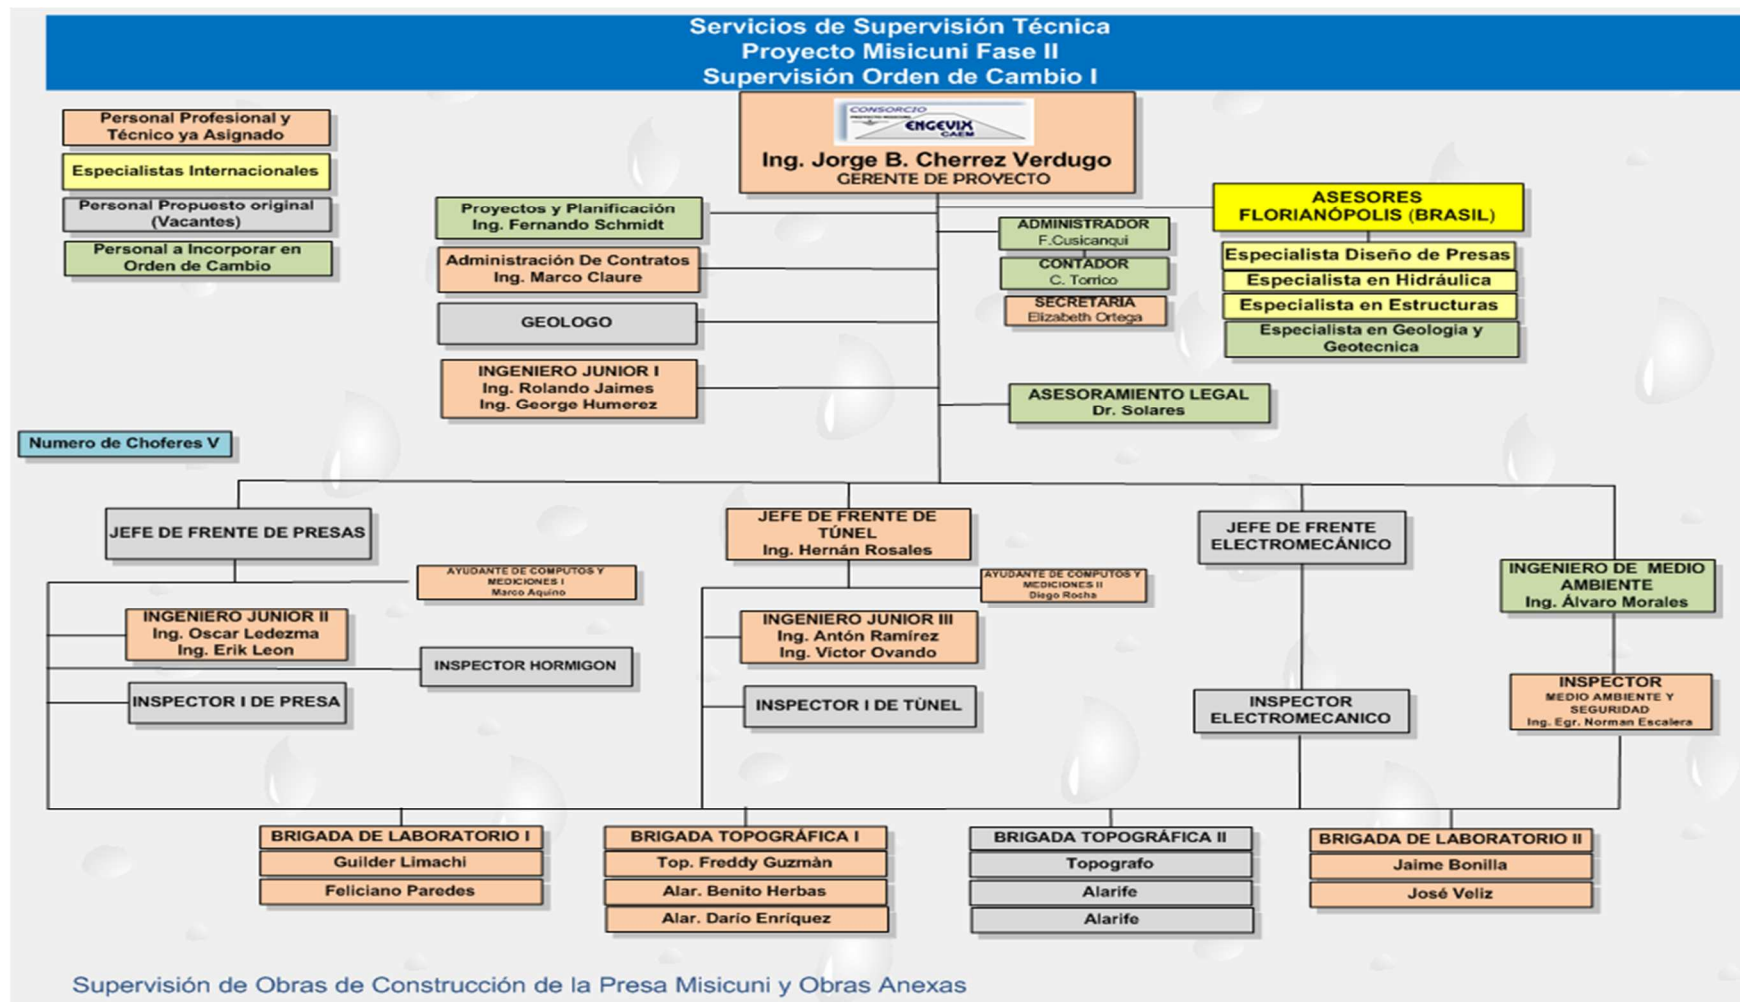 Servicios de Supervisión Técnica
Proyecto Misicuni Fase II
Supervisión Orden de Cambio I
Personal Profesional y
Técnico ya Asignado
Especialistas Internacionales
Personal Propuesto original
(Vacantes)
Personal a Incorporar en
Orden de Cambio
CONSORCIO
PROYECTO MISICUNI
ENGEVIX
CAEM
Ing. Jorge B. Cherrez Verdugo
GERENTE DE PROYECTO
Proyectos y Planificación
Ing. Fernando Schmidt
Administración De Contratos
Ing. Marco Claure
GEOLOGO
INGENIERO JUNIOR I
Ing. Rolando Jaimes
Ing. George Humerez
ADMINISTRADOR
F.Cusicanqui
CONTADOR
C. Torrico
SECRETARIA
Elizabeth Ortega
ASESORES
FLORIANÓPOLIS (BRASIL)
Especialista Diseño de Presas
Especialista en Hidráulica
Especialista en Estructuras
Especialista en Geologia y
Geotecnica
ASESORAMIENTO LEGAL
Dr. Solares
Numero de Choferes V
JEFE DE FRENTE DE PRESAS
AYUDANTE DE COMPUTOS Y
MEDICIONES I
Marco Aquino
INGENIERO JUNIOR II
Ing. Oscar Ledezma
Ing. Erik Leon
INSPECTOR HORMIGON
INSPECTOR I DE PRESA
JEFE DE FRENTE DE
TÚNEL
Ing. Hernán Rosales
AYUDANTE DE COMPUTOS Y
MEDICIONES II
Diego Rocha
INGENIERO JUNIOR III
Ing. Antón Ramírez
Ing. Víctor Ovando
INSPECTOR I DE TÙNEL
JEFE DE FRENTE
ELECTROMECÁNICO
INSPECTOR
ELECTROMECANICO
INGENIERO DE MEDIO
AMBIENTE
Ing. Álvaro Morales
INSPECTOR
MEDIO AMBIENTE Y
SEGURIDAD
Ing. Egr. Norman Escalera
BRIGADA DE LABORATORIO I
Guilder Limachi
Feliciano Paredes
BRIGADA TOPOGRÁFICA I
Top. Freddy Guzmàn
Alar. Benito Herbas
Alar. Darío Enríquez
BRIGADA TOPOGRÁFICA II
Topografo
Alarife
Alarife
BRIGADA DE LABORATORIO II
Jaime Bonilla
José Veliz
Supervisión de Obras de Construcción de la Presa Misicuni y Obras Anexas